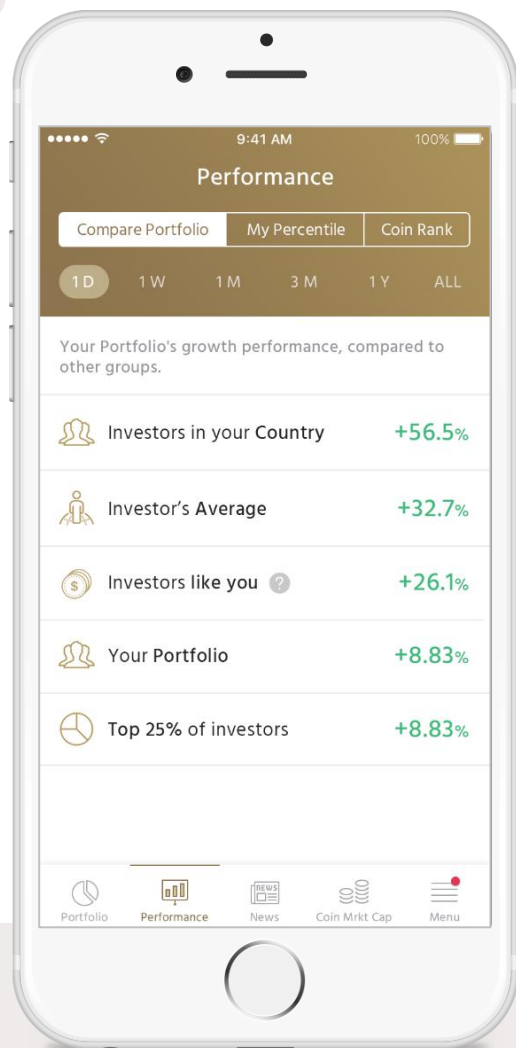 9:41 AM
100%
Performance
Compare Portfolio
My Percentile
Coin Rank
1 D
1 W
1 M
3 M
1 Y
ALL
Your Portfolio's growth performance, compared to
other groups.
Investors in your Country
+56.5%
Investor's Average
+32.7%
$
Investors like you ?
+26.1%
Your Portfolio
+8.83%
Top 25% of investors
+8.83%
NEWS
Portfolio
Performance
News
Coin Mrkt Cap
Menu